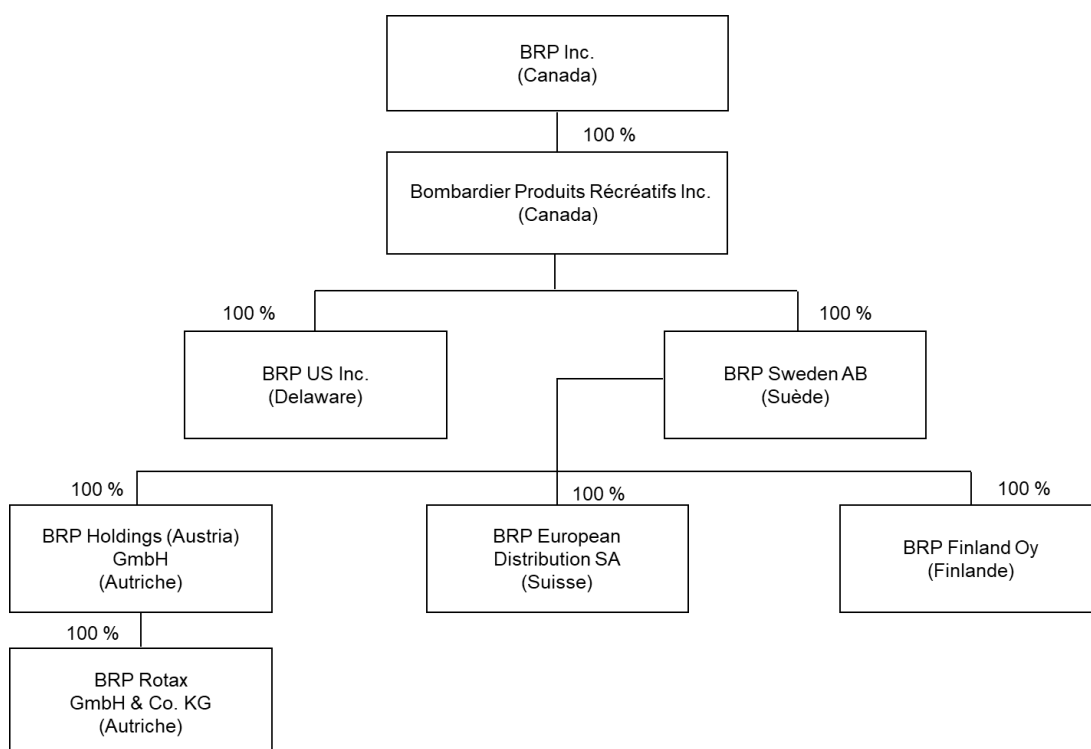 BRP Inc.
(Canada)
100 %
Bombardier Produits Récréatifs Inc.
(Canada)
100 %
100 %
BRP US Inc.
(Delaware)
BRP Sweden AB
(Suède)
100 %
100 %
100 %
BRP Holdings (Austria)
GmbH
(Autriche)
BRP European
Distribution SA
(Suisse)
BRP Finland Oy
(Finlande)
100 %
BRP Rotax
GmbH & Co. KG
(Autriche)